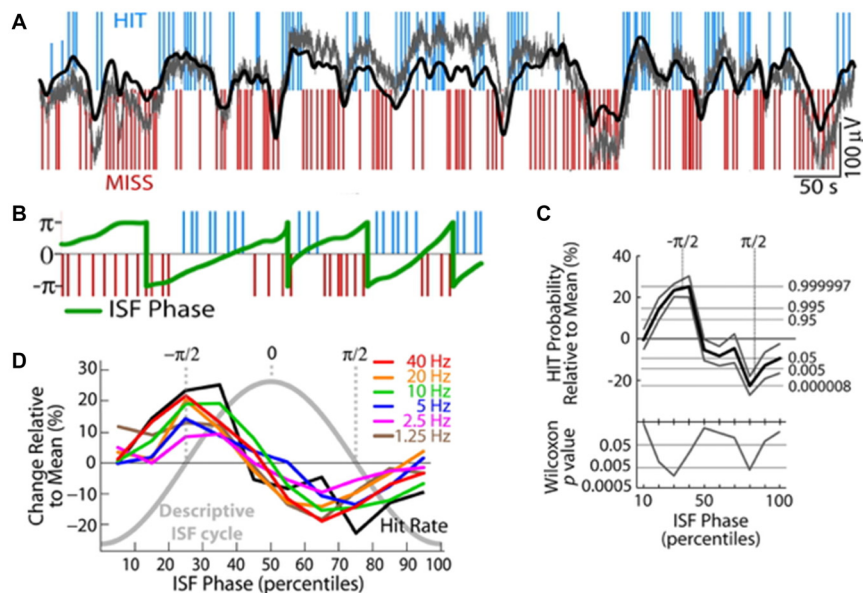 A
HIT
MISS
100 µV
50 s
B
π
0
-π
ISF Phase
C
-π/2 π/2
HIT Probability
Relative to Mean (%)
40
20
0
-20
0.999997
0.995
0.95
0.05
0.005
0.000008
Wilcoxon
p value
0.05
0.005
0.0005
10 50 100
ISF Phase
(percentiles)
D
−π/2 0 π/2
Change Relative
to Mean (%)
30
20
10
0
−10
−20
40 Hz
20 Hz
10 Hz
5 Hz
2.5 Hz
1.25 Hz
Descriptive
ISF cycle
Hit Rate
10 20 30 40 50 60 70 80 90 100
ISF Phase (percentiles)